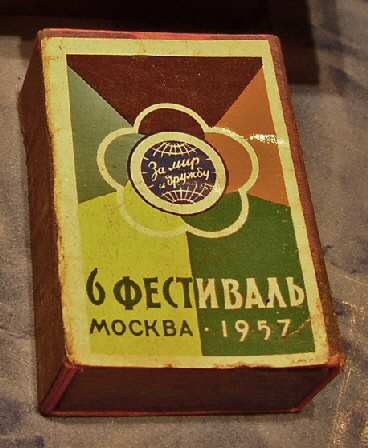 За мир
и дружбу
6 ФЕСТИВАЛЬ
МОСКВА · 1957